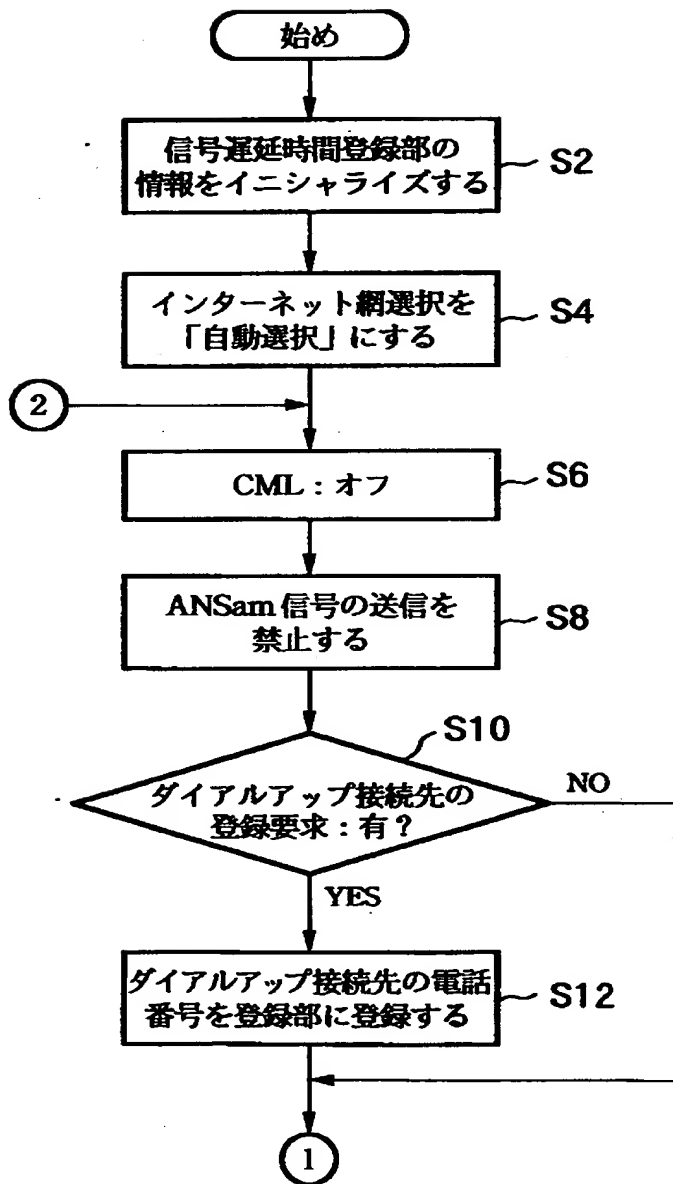 始め
信号遅延時間登録部の
情報をイニシャライズする
S2
インターネット網選択を
「自動選択」にする
S4
2
CML:オフ
S6
ANSam 信号の送信を
禁止する
S8
S10
ダイアルアップ接続先の
登録要求:有?
NO
YES
ダイアルアップ接続先の電話
番号を登録部に登録する
S12
1